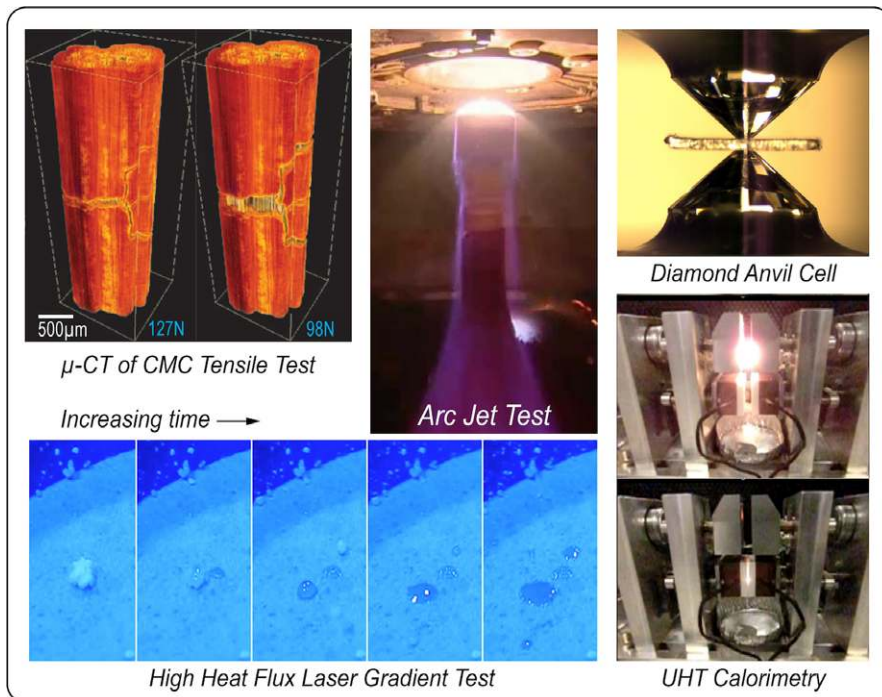 500μm
127N
98N
μ-CT of CMC Tensile Test
Arc Jet Test
Diamond Anvil Cell
Increasing time →
High Heat Flux Laser Gradient Test
UHT Calorimetry